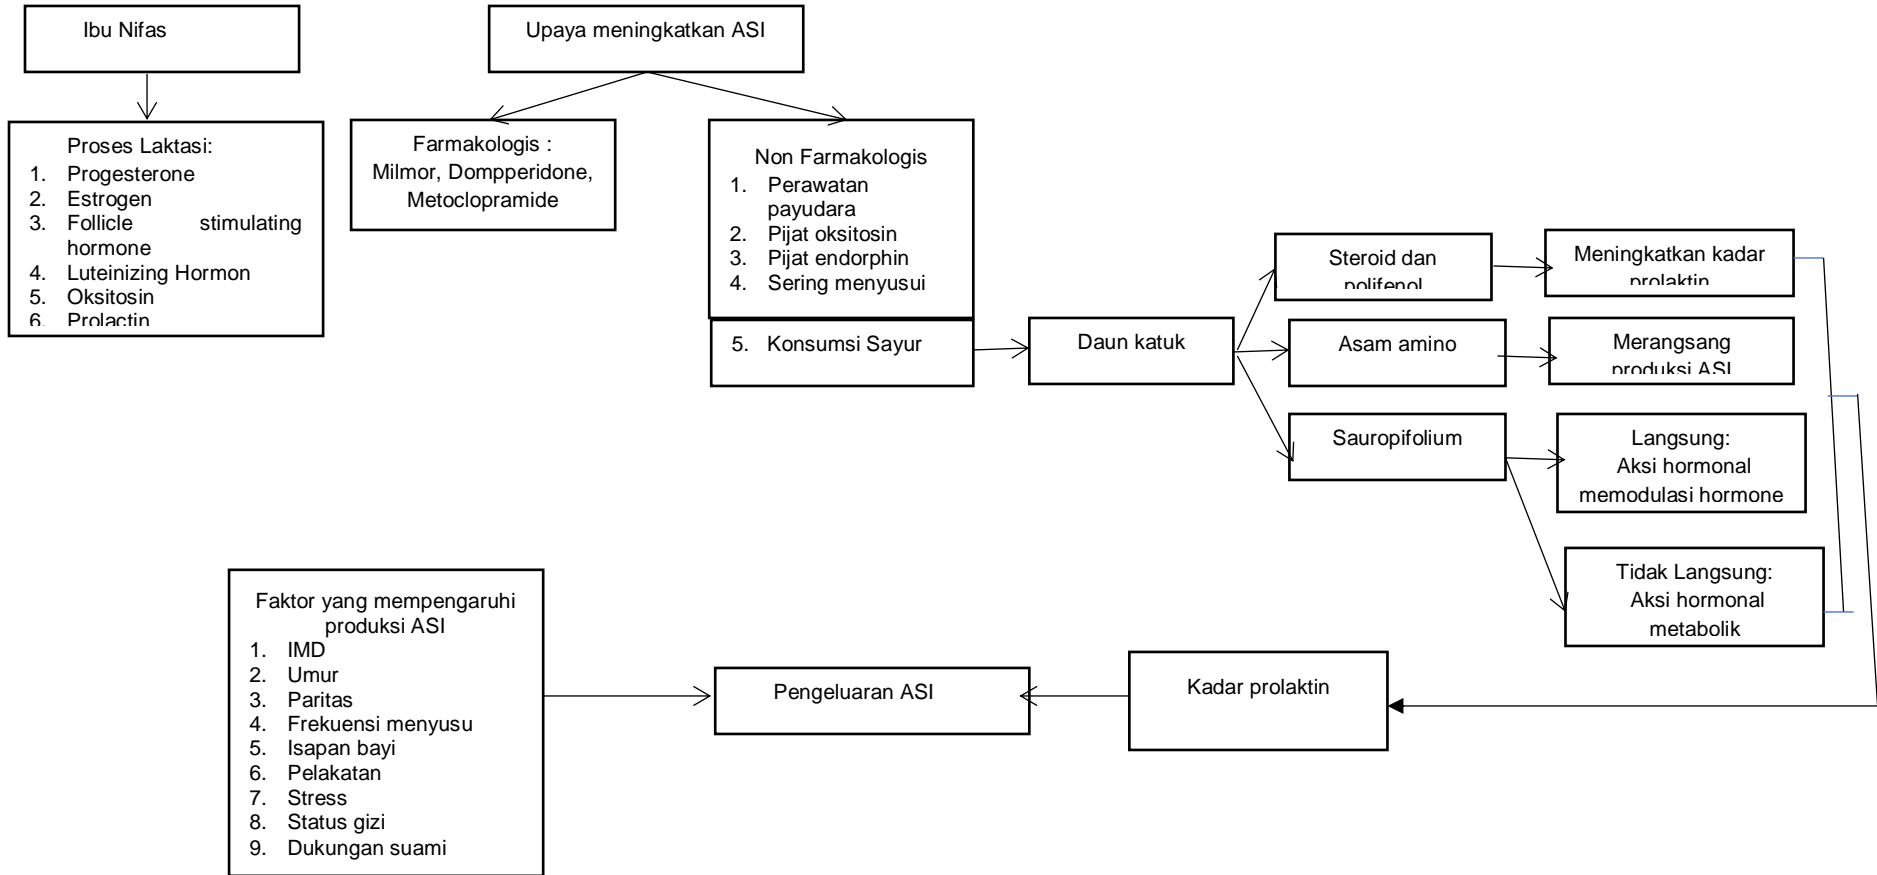 Ibu Nifas
Upaya meningkatkan ASI
Proses Laktasi:
1. Progesterone
2. Estrogen
3. Follicle stimulating
hormone
4. Luteinizing Hormon
5. Oksitosin
6. Prolactin
Farmakologis :
Milmor, Dompperidone,
Metoclopramide
Non Farmakologis
1. Perawatan
payudara
2. Pijat oksitosin
3. Pijat endorphin
4. Sering menyusui
5. Konsumsi Sayur
Daun katuk
Steroid dan
polifenol
Meningkatkan kadar
prolaktin
Asam amino
Merangsang
produksi ASI
Sauropifolium
Langsung:
Aksi hormonal
memodulasi hormone
Tidak Langsung:
Aksi hormonal
metabolik
Faktor yang mempengaruhi
produksi ASI
1. IMD
2. Umur
3. Paritas
4. Frekuensi menyusu
5. Isapan bayi
6. Pelakatan
7. Stress
8. Status gizi
9. Dukungan suami
Pengeluaran ASI
Kadar prolaktin